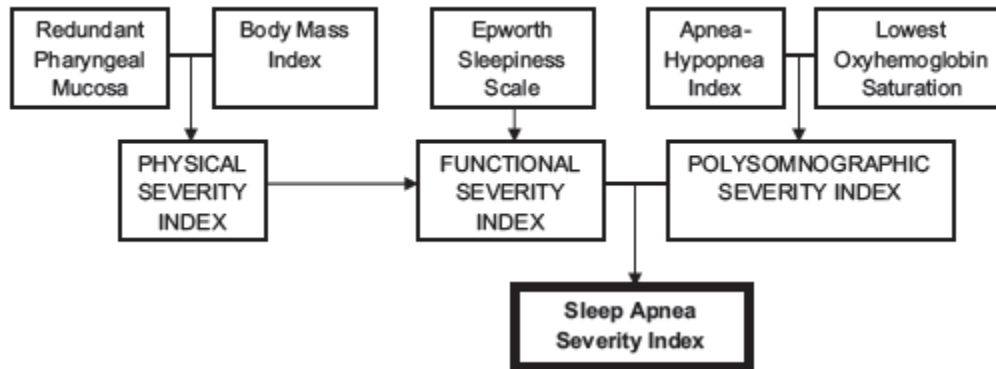 Redundant
Pharyngeal
Mucosa
Body Mass
Index
Epworth
Sleepiness
Scale
Apnea-
Hypopnea
Index
Lowest
Oxyhemoglobin
Saturation
PHYSICAL
SEVERITY
INDEX
FUNCTIONAL
SEVERITY
INDEX
POLYSOMNOGRAPHIC
SEVERITY INDEX
Sleep Apnea
Severity Index